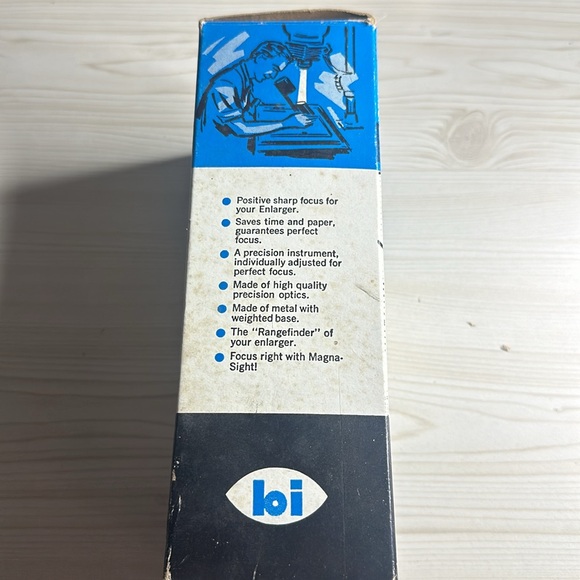 Positive sharp focus for
your Enlarger.
Saves time and paper,
guarantees perfect
focus.
A precision instrument,
individually adjusted for
perfect focus.
Made of high quality
precision optics.
Made of metal with
weighted base.
The "Rangefinder" of
your enlarger.
Focus right with Magna-
Sight!
bi